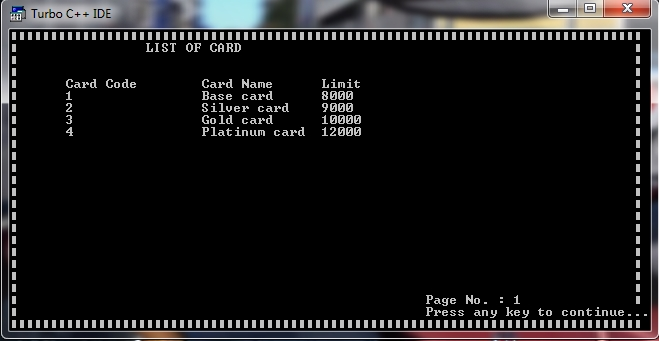 Turbo C++ IDE
LIST OF CARD
Card Code Card Name Limit
1 Base card 8000
2 Silver card 9000
3 Gold card 10000
4 Platinum card 12000
Page No. : 1
Press any key to continue...